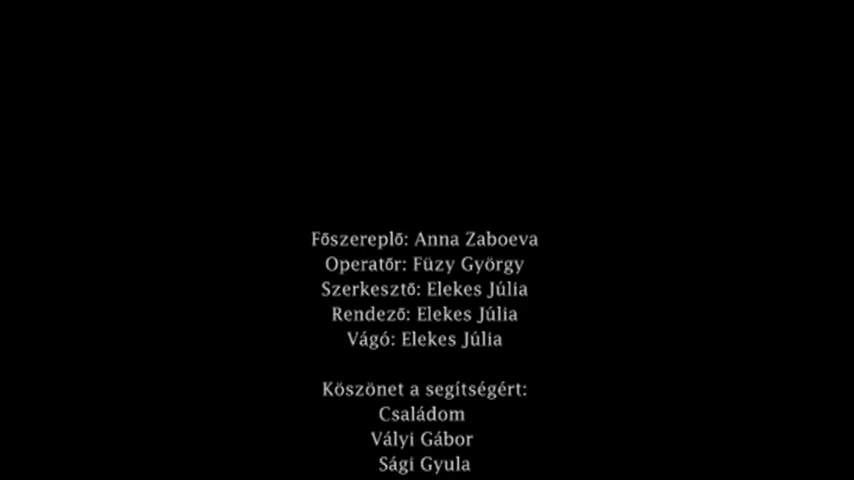 Főszereplő: Anna Zaboeva
Operatőr: Füzy György
Szerkesztő: Elekes Júlia
Rendező: Elekes Júlia
Vágó: Elekes Júlia
Köszönet a segítségért:
Családom
Vályi Gábor
Sági Gyula